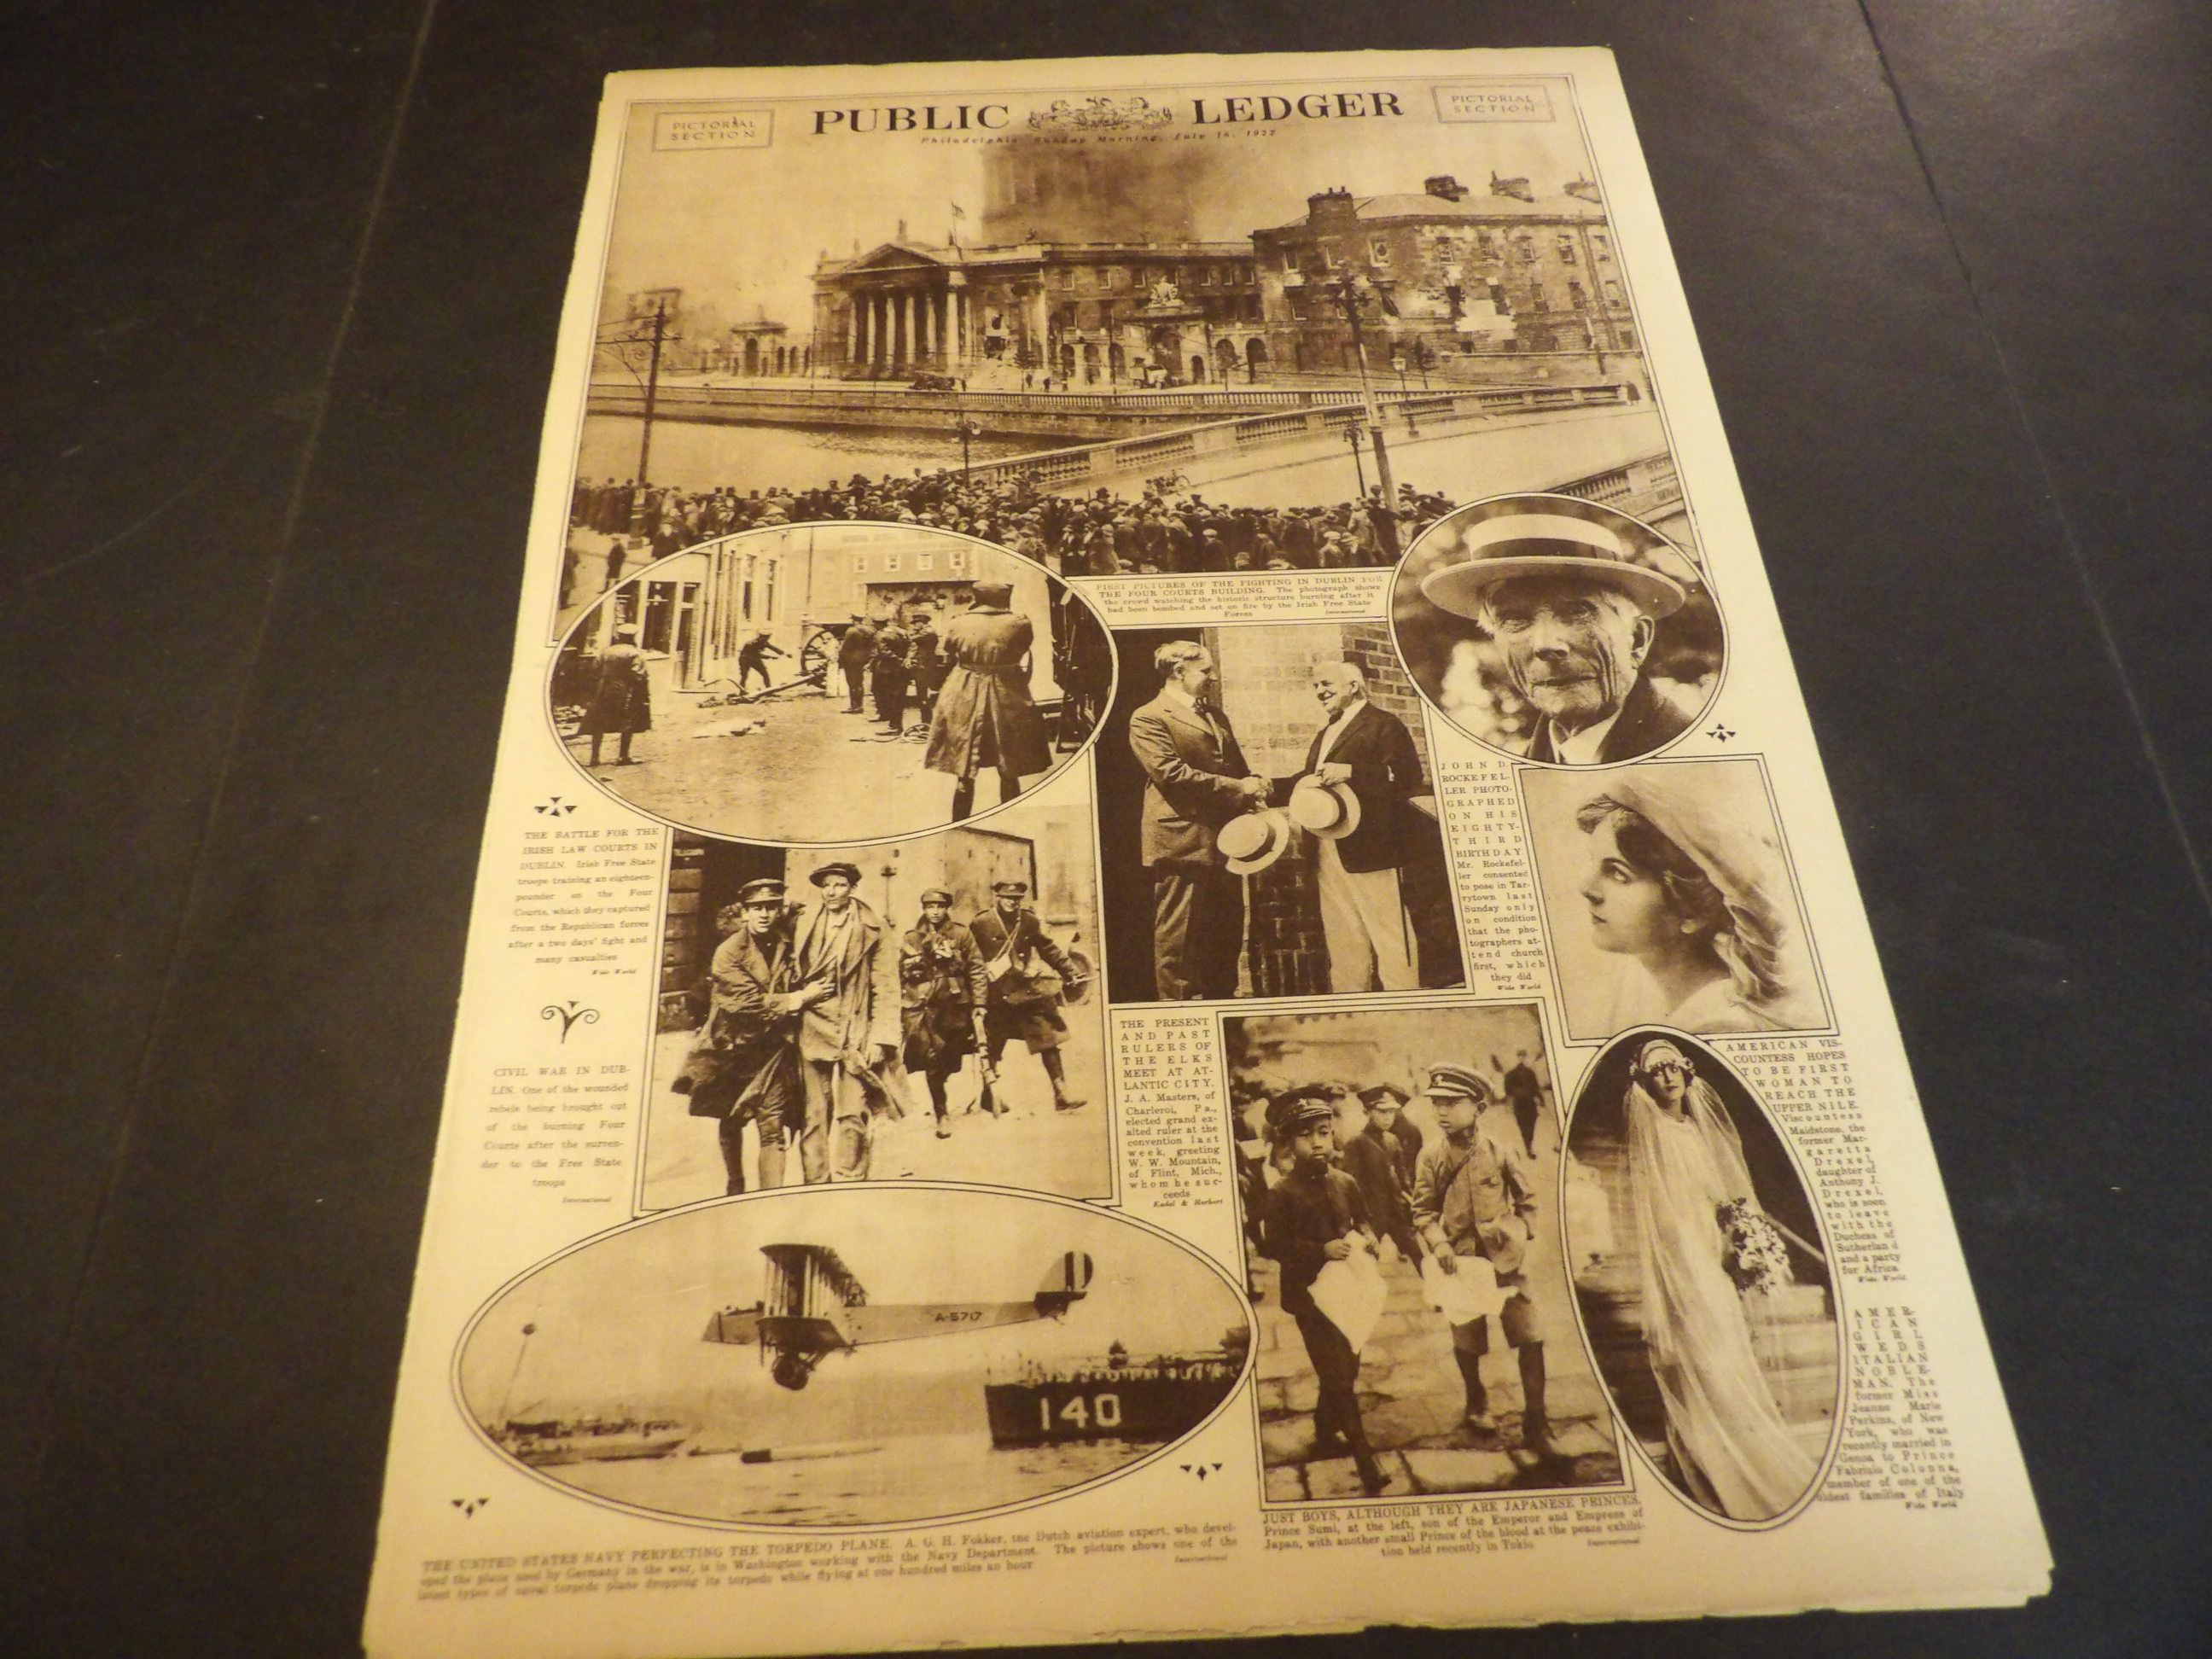 PICTORIAL
SECTION
PUBLIC LEDGER
PICTORIAL
SECTION
Philadelphia, Sunday Morning, July 16, 1922
FIRST PICTURES OF THE FIGHTING IN DUBLIN FOR
THE FOUR COURTS BUILDING. The photograph shows
the crowd watching the historic structure burning after it
had been bombed and set on fire by the Irish Free State
Forces
International
THE BATTLE FOR THE
IRISH LAW COURTS IN
DUBLIN. Irish Free State
troops training an eighteen-
pounder on the Four
Courts, which they captured
from the Republican forces
after a two days' fight and
many casualties
Wide World
CIVIL WAR IN DUB-
LIN. One of the wounded
rebels being brought out
of the burning Four
Courts after the surren-
der to the Free State
troops
International
JOHN D.
ROCKEFEL-
LER PHOTO-
GRAPHED
ON HIS
EIGHTY-
THIRD
BIRTHDAY.
Mr. Rockefel-
ler consented
to pose in Tar-
rytown last
Sunday only
on condition
that the pho-
tographers at-
tend church
first, which
they did
Wide World
THE PRESENT
AND PAST
RULERS OF
THE ELKS
MEET AT AT-
LANTIC CITY.
J. A. Masters, of
Charleroi, Pa.,
elected grand ex-
alted ruler at the
convention last
week, greeting
W. W. Mountain,
of Flint, Mich.,
whom he suc-
ceeds
Kadel & Herbert
AMERICAN VIS-
COUNTESS HOPES
TO BE FIRST
WOMAN TO
REACH THE
UPPER NILE.
Viscountess
Maidstone, the
former Mar-
garetta
Drexel,
daughter of
Anthony J.
Drexel,
who is soon
to leave
with the
Duchess of
Sutherland
and a party
for Africa
Wide World
AMER-
ICAN
GIRL
WEDS
ITALIAN
NOBLE-
MAN. The
former Miss
Jeanne Marie
Perkins, of New
York, who was
recently married in
Genoa to Prince
Fabrizio Colonna,
member of one of the
oldest families of Italy
Wide World
A-5717
140
THE UNITED STATES NAVY PERFECTING THE TORPEDO PLANE. A. G. H. Fokker, the Dutch aviation expert, who devel-
oped the plane used by Germany in the war, is in Washington working with the Navy Department. The picture shows one of the
latest types of naval torpedo plane dropping its torpedo while flying at one hundred miles an hour
International
JUST BOYS, ALTHOUGH THEY ARE JAPANESE PRINCES.
Prince Sumi, at the left, son of the Emperor and Empress of
Japan, with another small Prince of the blood at the peace exhibi-
tion held recently in Tokio
International